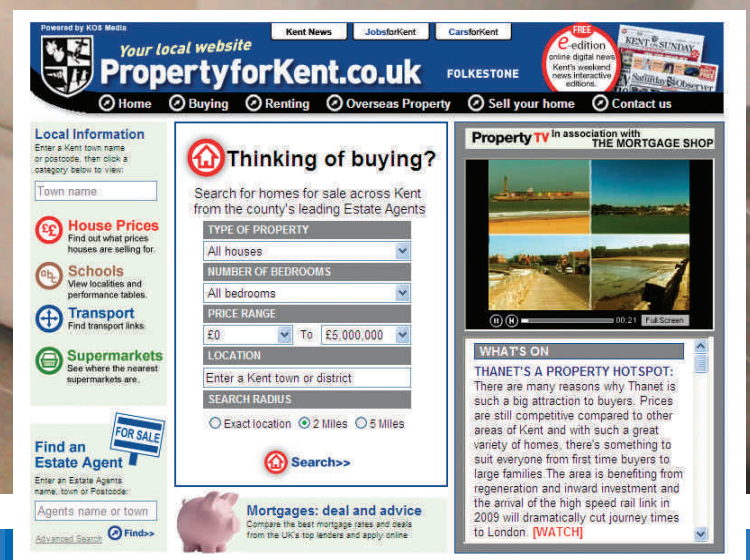 Powered by KOS Media
Kent News
JobsforKent
CarsforKent
Your local website
PropertyforKent.co.uk
FOLKESTONE
FREE
e-edition
online digital news
Kent's weekend
news interactive
editions.
KENT ON SUNDAY
Saturday Observer
Home
Buying
Renting
Overseas Property
Sell your home
Contact us
Local Information
Enter a Kent town name
or postcode, then click a
category below to view:
Town name
££
House Prices
Find out what prices
houses are selling for.
abc
Schools
View localities and
performance tables.
Transport
Find transport links.
Supermarkets
See where the nearest
supermarkets are.
FOR SALE
Find an
Estate Agent
Enter an Estate Agents
name, town or Postcode:
Agents name or town
Advanced Search
Find>>
Thinking of buying?
Search for homes for sale across Kent
from the county's leading Estate Agents
TYPE OF PROPERTY
All houses
NUMBER OF BEDROOMS
All bedrooms
PRICE RANGE
£0 To £5,000,000
LOCATION
Enter a Kent town or district
SEARCH RADIUS
Exact location 2 Miles 5 Miles
Search>>
Mortgages: deal and advice
Compare the best mortgage rates and deals
from the UK's top lenders and apply online
Property TV In association with
THE MORTGAGE SHOP
00:21 Full Screen
WHAT'S ON
THANET'S A PROPERTY HOTSPOT:
There are many reasons why Thanet is
such a big attraction to buyers. Prices
are still competitive compared to other
areas of Kent and with such a great
variety of homes, there's something to
suit everyone from first time buyers to
large families.The area is benefiting from
regeneration and inward investment and
the arrival of the high speed rail link in
2009 will dramatically cut journey times
to London. [WATCH]